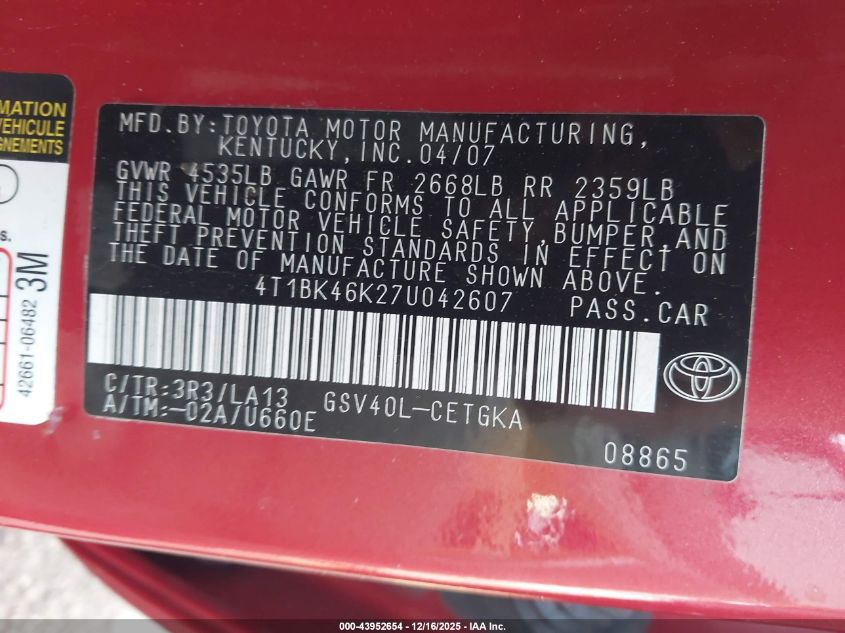 MATION
VEHICULE
GNEMENTS
s.
42661-06482 3M
MFD.BY:TOYOTA MOTOR MANUFACTURING,
KENTUCKY,INC.04/07
GVWR 4535LB GAWR FR 2668LB RR 2359LB
THIS VEHICLE CONFORMS TO ALL APPLICABLE
FEDERAL MOTOR VEHICLE SAFETY,BUMPER,AND
THEFT PREVENTION STANDARDS IN EFFECT ON
THE DATE OF MANUFACTURE SHOWN ABOVE.
4T1BK46K27U042607 PASS.CAR
C/TR:3R3/LA13 GSV40L-CETGKA
A/TM:-02A/U660E
08865
000-43952654 - 12/16/2025 - IAA Inc.